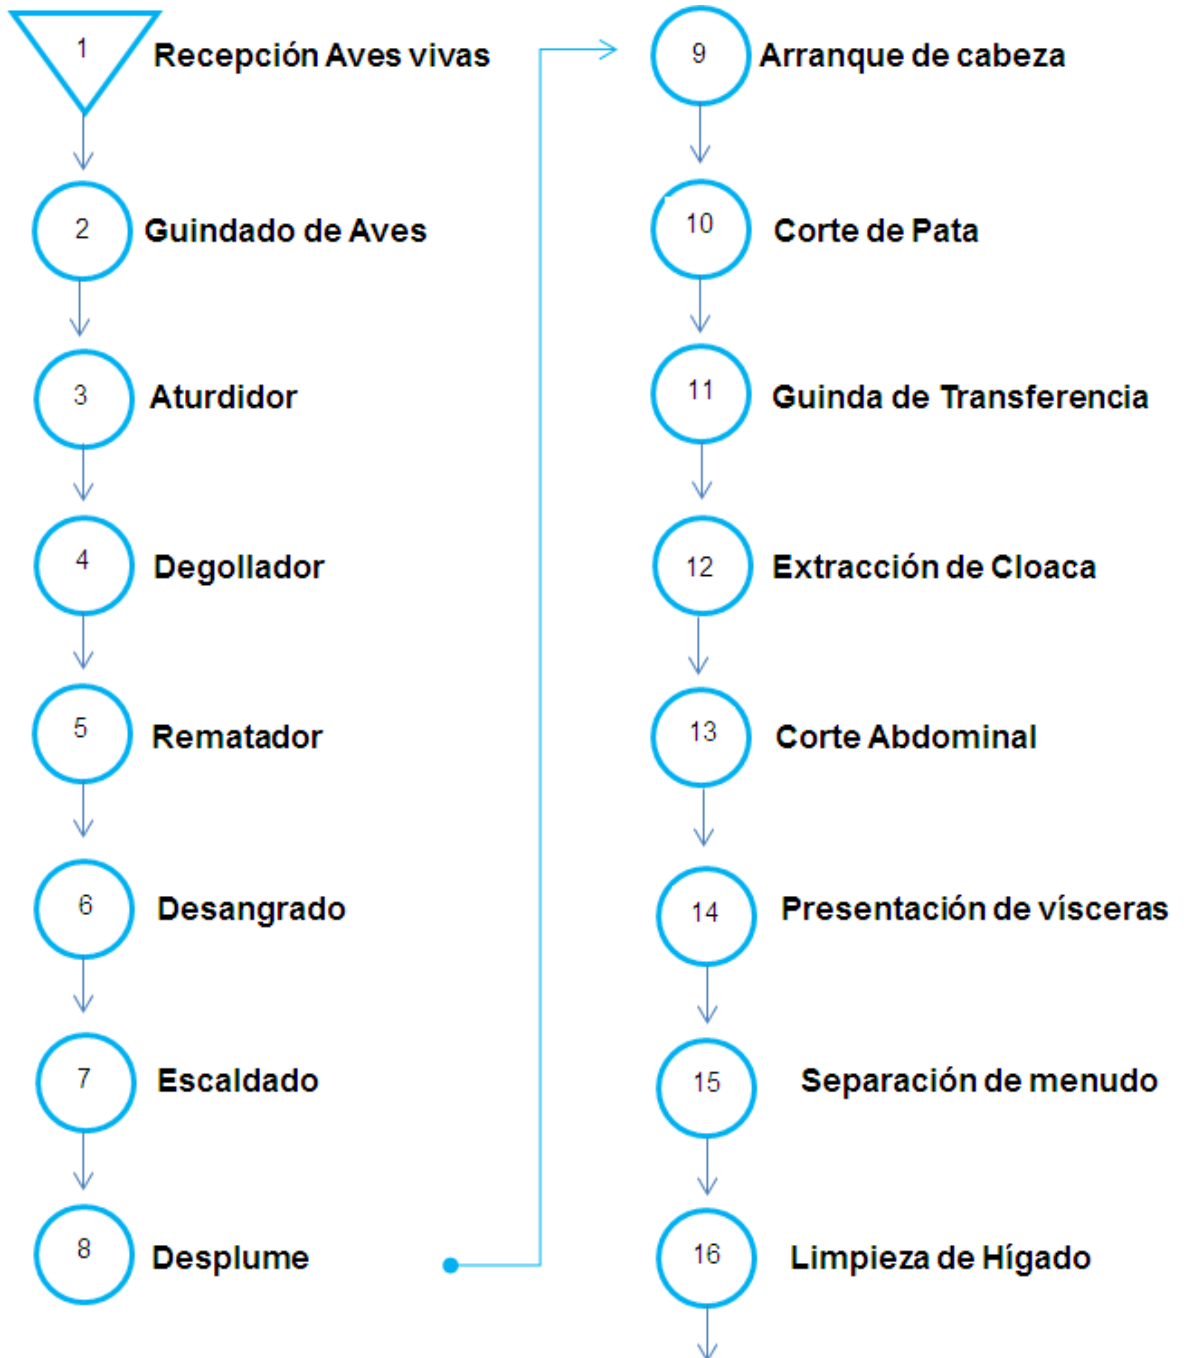 1 Recepción Aves vivas
2 Guindado de Aves
3 Aturdidor
4 Degollador
5 Rematador
6 Desangrado
7 Escaldado
8 Desplume
9 Arranque de cabeza
10 Corte de Pata
11 Guinda de Transferencia
12 Extracción de Cloaca
13 Corte Abdominal
14 Presentación de vísceras
15 Separación de menudo
16 Limpieza de Hígado